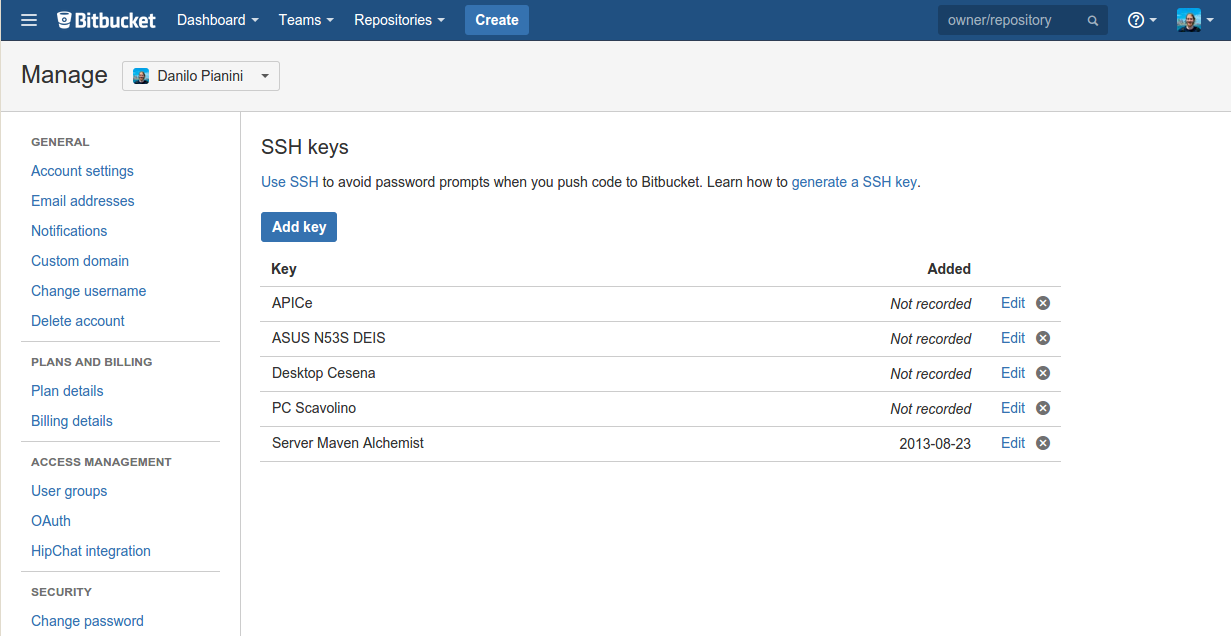 Bitbucket Dashboard Teams Repositories Create owner/repository
Manage Danilo Pianini
GENERAL
Account settings
Email addresses
Notifications
Custom domain
Change username
Delete account
PLANS AND BILLING
Plan details
Billing details
ACCESS MANAGEMENT
User groups
OAuth
HipChat integration
SECURITY
Change password
SSH keys
Use SSH to avoid password prompts when you push code to Bitbucket. Learn how to generate a SSH key.
Add key
Key Added
APICe Not recorded Edit
ASUS N53S DEIS Not recorded Edit
Desktop Cesena Not recorded Edit
PC Scavolino Not recorded Edit
Server Maven Alchemist 2013-08-23 Edit